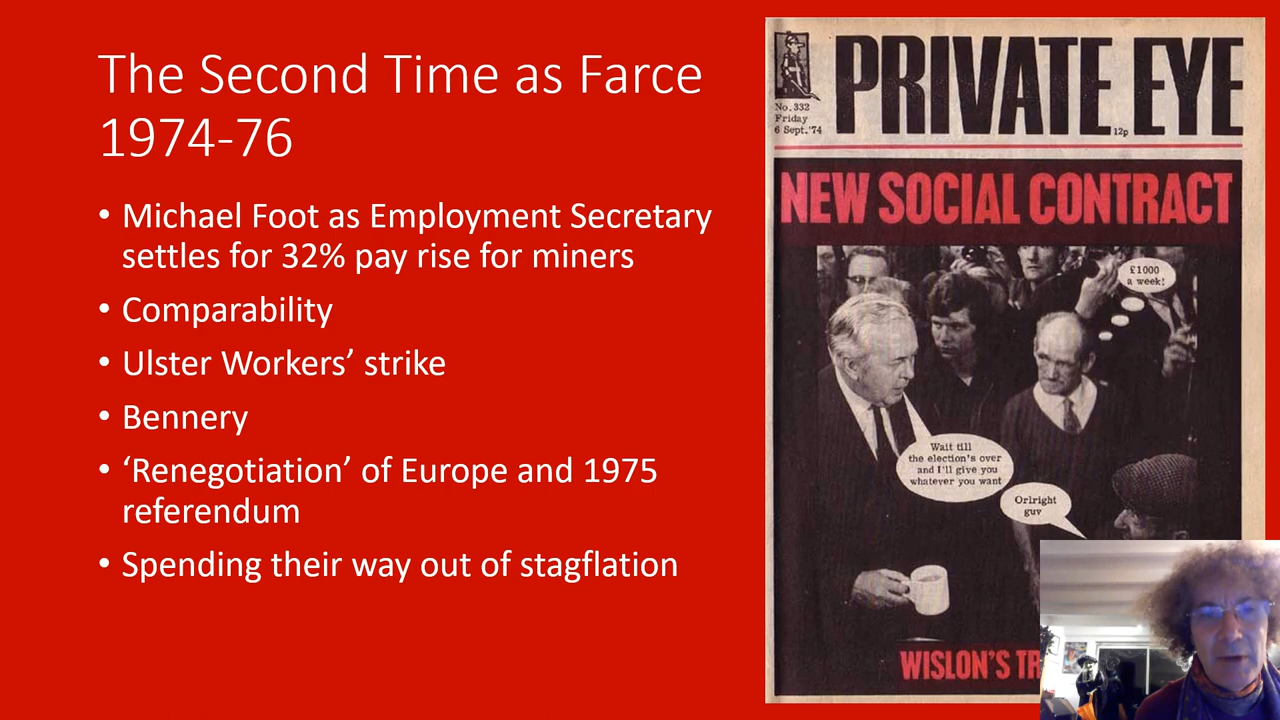 The Second Time as Farce
1974-76
• Michael Foot as Employment Secretary
settles for 32% pay rise for miners
• Comparability
• Ulster Workers’ strike
• Bennery
• ‘Renegotiation’ of Europe and 1975
referendum
• Spending their way out of stagflation
PRIVATE EYE
No. 332
Friday
6 Sept.'74
12p
NEW SOCIAL CONTRACT
£1000
a week!
Wait till
the election's over
and I'll give you
whatever you want
Orlright
guv
WISLON'S